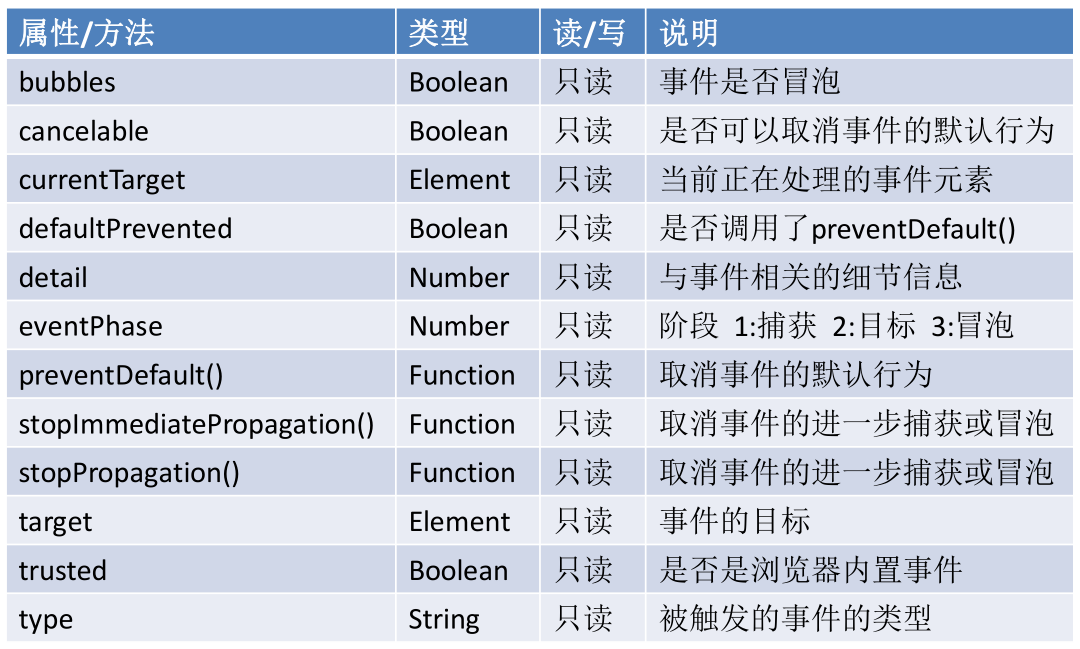 属性/方法 类型 读/写 说明
bubbles Boolean 只读 事件是否冒泡
cancelable Boolean 只读 是否可以取消事件的默认行为
currentTarget Element 只读 当前正在处理的事件元素
defaultPrevented Boolean 只读 是否调用了preventDefault()
detail Number 只读 与事件相关的细节信息
eventPhase Number 只读 阶段 1:捕获 2:目标 3:冒泡
preventDefault() Function 只读 取消事件的默认行为
stopImmediatePropagation() Function 只读 取消事件的进一步捕获或冒泡
stopPropagation() Function 只读 取消事件的进一步捕获或冒泡
target Element 只读 事件的目标
trusted Boolean 只读 是否是浏览器内置事件
type String 只读 被触发的事件的类型